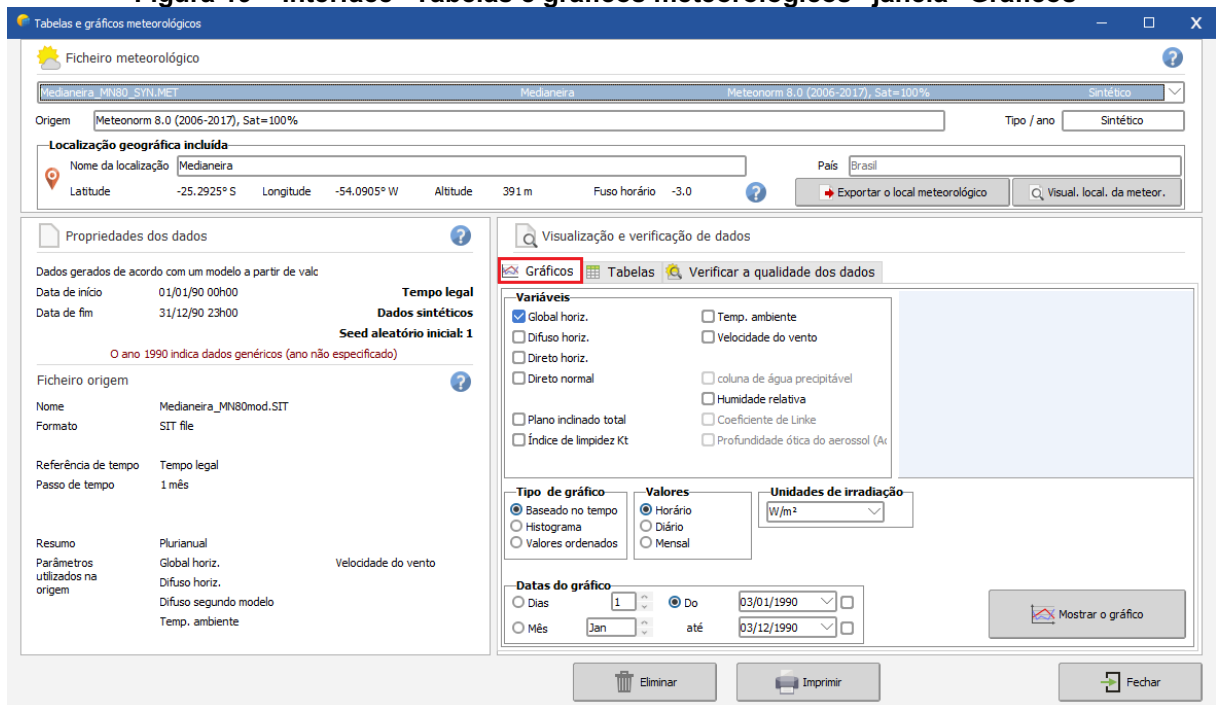 Tabelas e gráficos meteorológicos
Ficheiro meteorológico
Medianeira_MN80_SYN.MET Medianeira Meteonorm 8.0 (2006-2017), Sat=100% Sintético
Origem Meteonorm 8.0 (2006-2017), Sat=100% Tipo / ano Sintético
Localização geográfica incluída
Nome da localização Medianeira País Brasil
Latitude -25.2925° S Longitude -54.0905° W Altitude 391 m Fuso horário -3.0 Exportar o local meteorológico Visual. local. da meteor.
Propriedades dos dados
Dados gerados de acordo com um modelo a partir de valc
Data de início 01/01/90 00h00 Tempo legal
Data de fim 31/12/90 23h00 Dados sintéticos
Seed aleatório inicial: 1
O ano 1990 indica dados genéricos (ano não especificado)
Ficheiro origem
Nome Medianeira_MN80mod.SIT
Formato SIT file
Referência de tempo Tempo legal
Passo de tempo 1 mês
Resumo Plurianual
Parâmetros utilizados na origem
Global horiz. Velocidade do vento
Difuso horiz.
Difuso segundo modelo
Temp. ambiente
Visualização e verificação de dados
Gráficos Tabelas Verificar a qualidade dos dados
Variáveis
Global horiz. Temp. ambiente
Difuso horiz. Velocidade do vento
Direto horiz.
Direto normal coluna de água precipitável
Humidade relativa
Plano inclinado total Coeficiente de Linke
Índice de limpidez Kt Profundidade ótica do aerossol (Ac
Tipo de gráfico Valores Unidades de irradiação
Baseado no tempo Horário W/m²
Histograma Diário
Valores ordenados Mensal
Datas do gráfico
Dias 1 Do 03/01/1990
Mês Jan até 03/12/1990
Mostrar o gráfico
Eliminar Imprimir Fechar